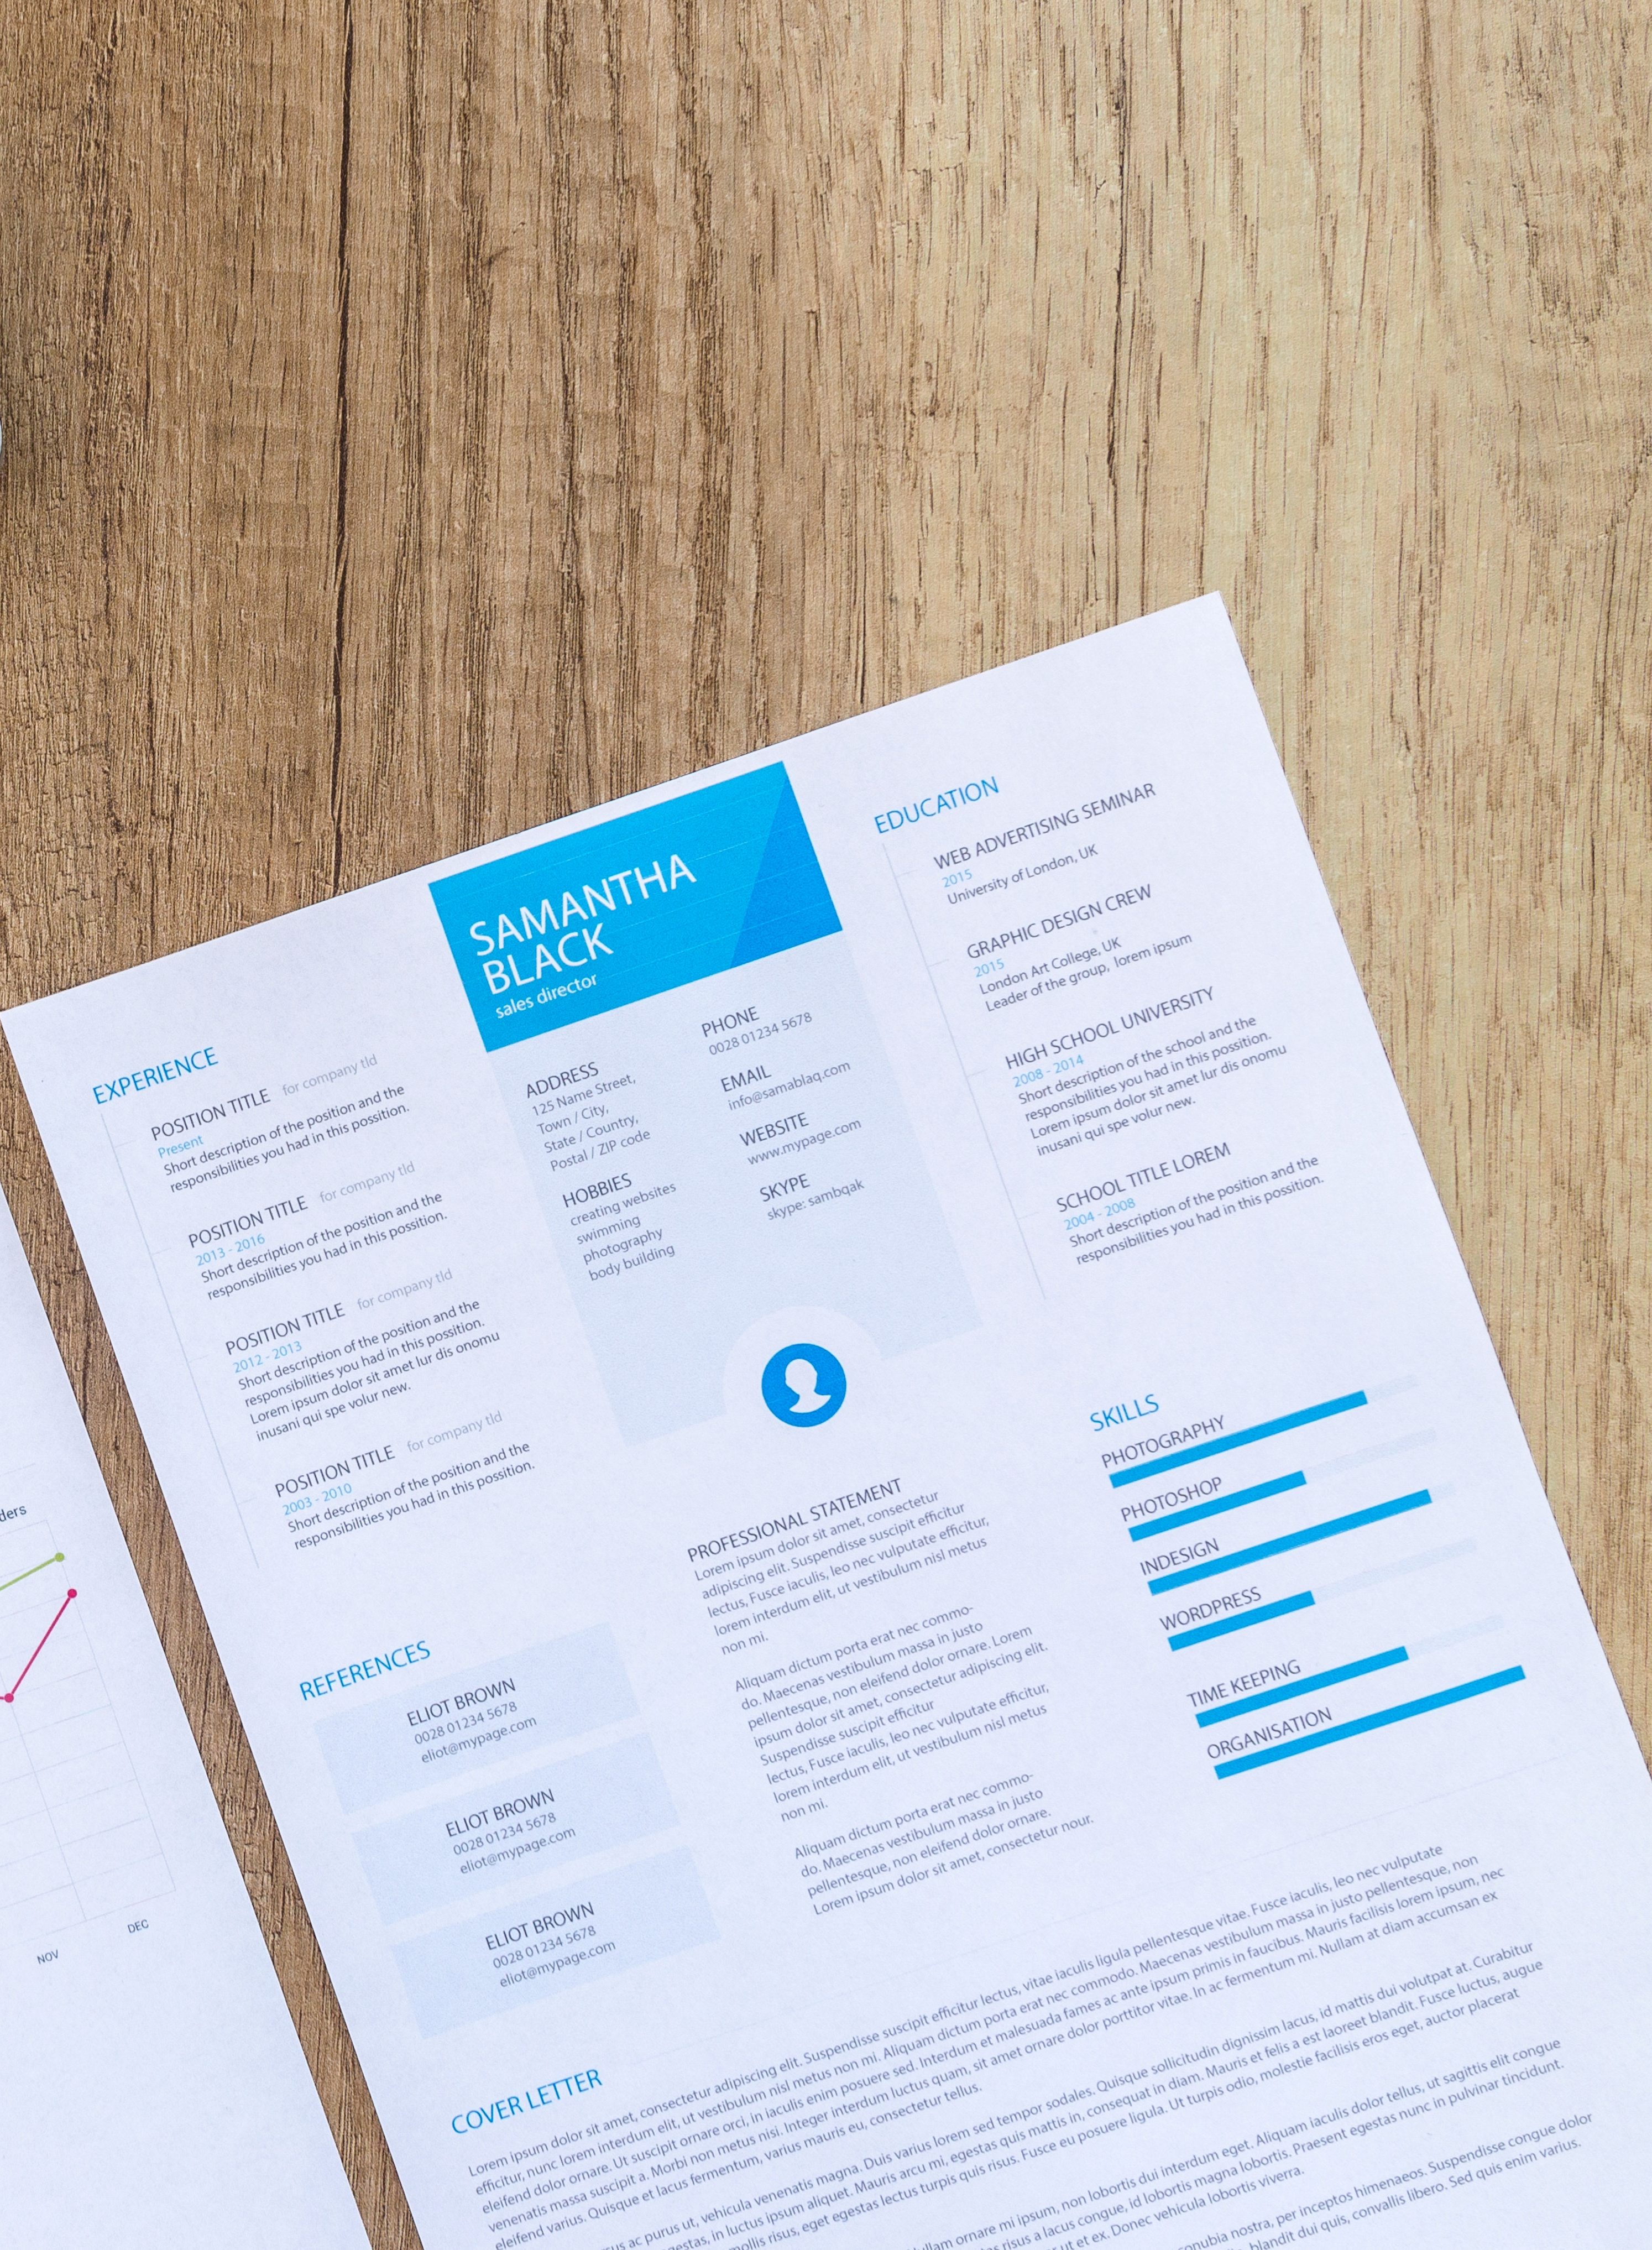 SAMANTHA
BLACK
sales director
ADDRESS
125 Name Street,
Town / City,
State / Country,
Postal / ZIP code
HOBBIES
creating websites
swimming
photography
body building
PHONE
0028 01234 5678
EMAIL
info@samablaq.com
WEBSITE
www.mypage.com
SKYPE
skype: sambqak
EXPERIENCE
POSITION TITLE for company tld
Present
Short description of the position and the
responsibilities you had in this possition.
POSITION TITLE for company tld
2013 - 2016
Short description of the position and the
responsibilities you had in this possition.
POSITION TITLE for company tld
2012 - 2013
Short description of the position and the
responsibilities you had in this possition.
Lorem ipsum dolor sit amet lur dis onomu
inusani qui spe volur new.
POSITION TITLE for company tld
2003 - 2010
Short description of the position and the
responsibilities you had in this possition.
EDUCATION
WEB ADVERTISING SEMINAR
2015
University of London, UK
GRAPHIC DESIGN CREW
2015
London Art College, UK
Leader of the group, lorem ipsum
HIGH SCHOOL UNIVERSITY
2008 - 2014
Short description of the school and the
responsibilities you had in this possition.
Lorem ipsum dolor sit amet lur dis onomu
inusani qui spe volur new.
SCHOOL TITLE LOREM
2004 - 2008
Short description of the position and the
responsibilities you had in this possition.
REFERENCES
ELIOT BROWN
0028 01234 5678
eliot@mypage.com
ELIOT BROWN
0028 01234 5678
eliot@mypage.com
ELIOT BROWN
0028 01234 5678
eliot@mypage.com
PROFESSIONAL STATEMENT
Lorem ipsum dolor sit amet, consectetur
adipiscing elit. Suspendisse suscipit efficitur
lectus, Fusce iaculis, leo nec vulputate efficitur,
lorem interdum elit, ut vestibulum nisl metus
non mi.
Aliquam dictum porta erat nec commo-
do. Maecenas vestibulum massa in justo
pellentesque, non eleifend dolor ornare. Lorem
ipsum dolor sit amet, consectetur adipiscing elit.
Suspendisse suscipit efficitur
lectus, Fusce iaculis, leo nec vulputate efficitur,
lorem interdum elit, ut vestibulum nisl metus
non mi.
Aliquam dictum porta erat nec commo-
do. Maecenas vestibulum massa in justo
pellentesque, non eleifend dolor ornare.
Lorem ipsum dolor sit amet, consectetur nour.
SKILLS
PHOTOGRAPHY
PHOTOSHOP
INDESIGN
WORDPRESS
TIME KEEPING
ORGANISATION
COVER LETTER
Lorem ipsum dolor sit amet, consectetur adipiscing elit. Suspendisse suscipit efficitur lectus, vitae iaculis ligula pellentesque vitae. Fusce iaculis, leo nec vulputate
efficitur, nunc lorem interdum elit, ut vestibulum nisl metus non mi. Aliquam dictum porta erat nec commodo. Maecenas vestibulum massa in justo pellentesque, non
eleifend dolor ornare. Ut suscipit ornare orci, in iaculis enim posuere sed. Interdum et malesuada fames ac ante ipsum primis in faucibus. Mauris facilisis lorem ipsum, nec
venenatis massa suscipit a. Morbi non metus nisi. Integer interdum luctus quam, sit amet ornare dolor porttitor vitae. In ac fermentum mi. Nullam at diam accumsan ex
eleifend varius. Quisque et lacus fermentum, varius mauris eu, consectetur tellus.
ac purus ut, vehicula venenatis magna. Duis varius lorem sed tempor sodales. Quisque sollicitudin dignissim lacus, id mattis dui volutpat at. Curabitur
in luctus ipsum aliquet. Mauris arcu mi, egestas quis mattis in, consequat in diam. Mauris et felis a est laoreet blandit. Fusce luctus, augue
risus, eget egestas lectus turpis quis risus. Fusce eu posuere ligula. Ut turpis odio, molestie facilisis eros eget, auctor placerat
ornare mi ipsum, non lobortis dui interdum eget. Aliquam iaculis dolor tellus, ut sagittis elit congue
risus a lacus congue, id lobortis magna lobortis. Praesent egestas nunc in pulvinar tincidunt.
ut et ex. Donec vehicula lobortis viverra.
nostra, per inceptos himenaeos. Suspendisse congue dolor
blandit dui quis, convallis libero. Sed quis enim varius.
ders
NOV
DEC